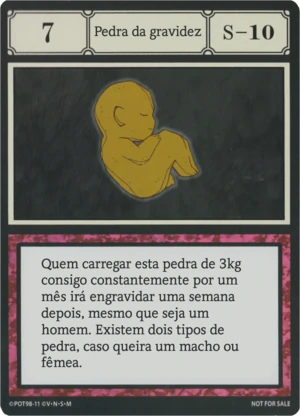 7
Pedra da gravidez
S-10
Quem carregar esta pedra de 3kg
consigo constantemente por um
mês irá engravidar uma semana
depois, mesmo que seja um
homem. Existem dois tipos de
pedra, caso queira um macho ou
fêmea.
©POT98-11 ©V·N·S·M
NOT FOR SALE